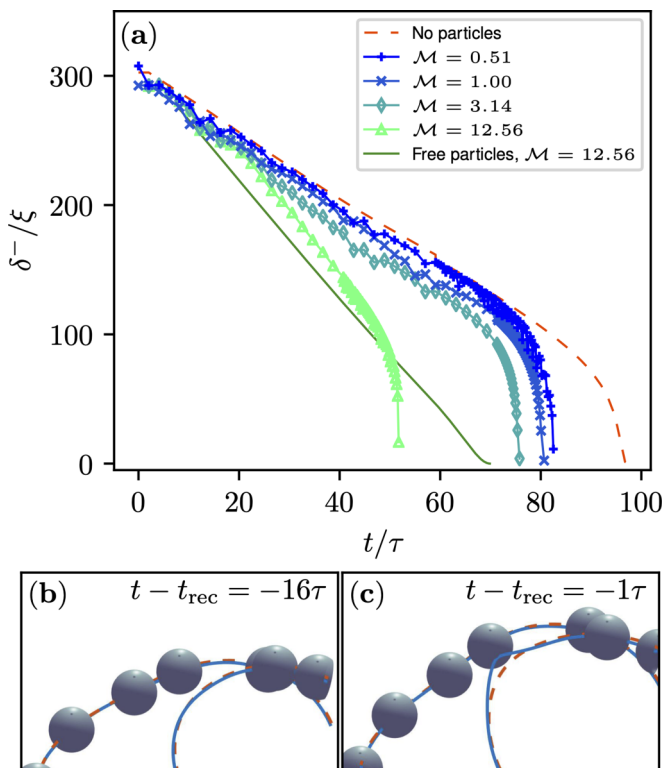 (a)
No particles
ℳ = 0.51
ℳ = 1.00
ℳ = 3.14
ℳ = 12.56
Free particles, ℳ = 12.56
300
200
100
0
δ⁻/ξ
0 20 40 60 80 100
t/τ
(b) t − t_rec = −16τ
(c) t − t_rec = −1τ